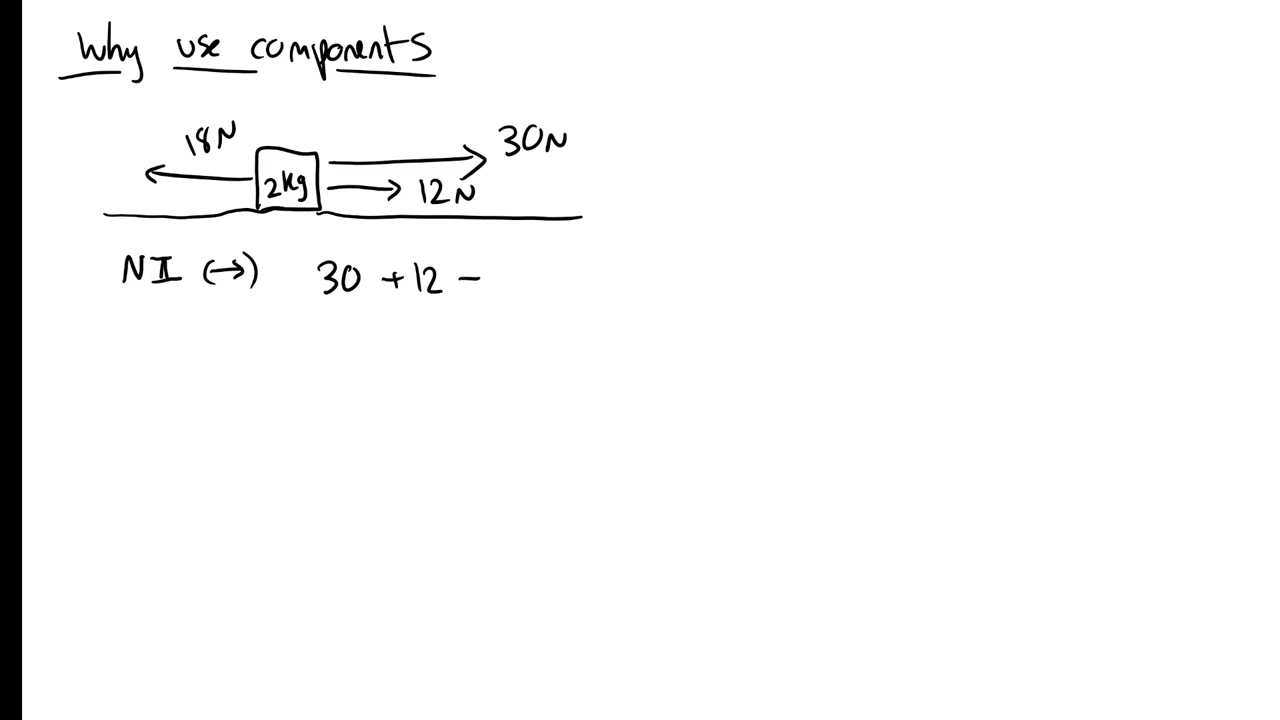 Why use components
18N
30N
2kg
12N
NII (→) 30 + 12 -